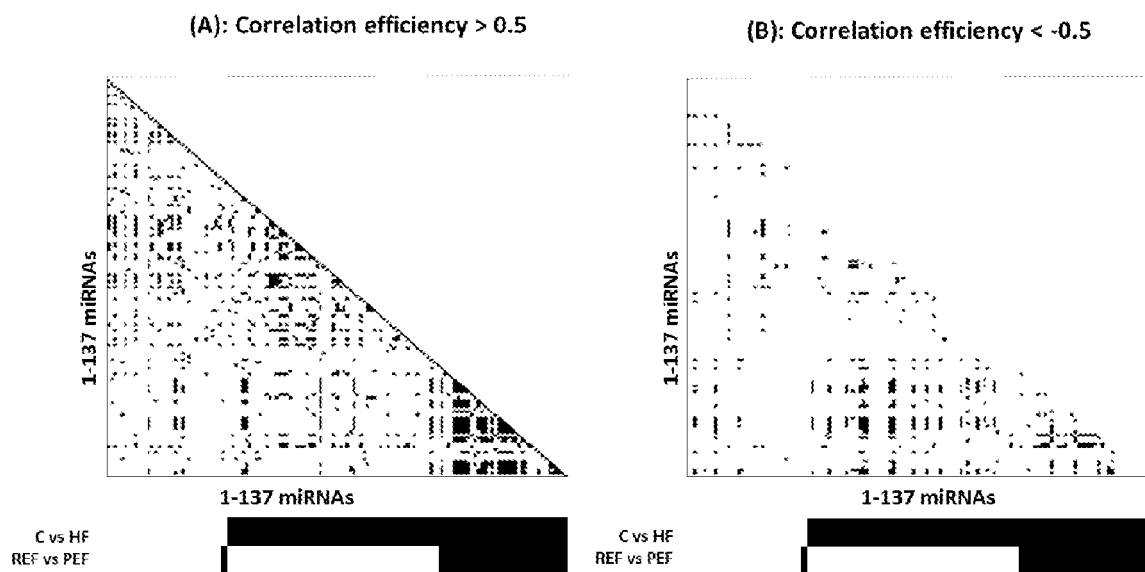 (A): Correlation efficiency > 0.5
(B): Correlation efficiency < -0.5
1-137 miRNAs
1-137 miRNAs
1-137 miRNAs
1-137 miRNAs
C vs HF
REF vs PEF
C vs HF
REF vs PEF